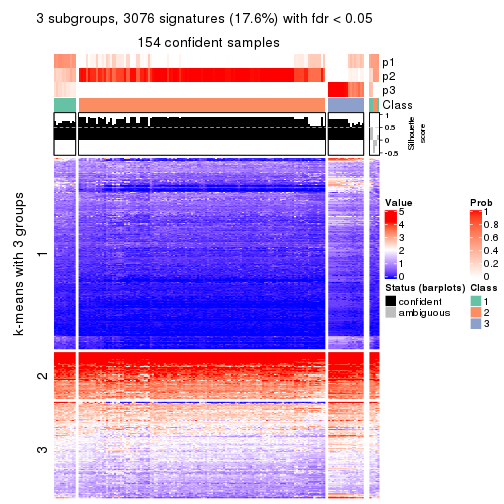 3 subgroups, 3076 signatures (17.6%) with fdr < 0.05
154 confident samples
p1
p2
p3
Class
1
0.5
0
-0.5
Silhouette
score
k-means with 3 groups
1
2
3
Value
5
4
3
2
1
0
Prob
1
0.8
0.6
0.4
0.2
0
Status (barplots)
confident
ambiguous
Class
1
2
3